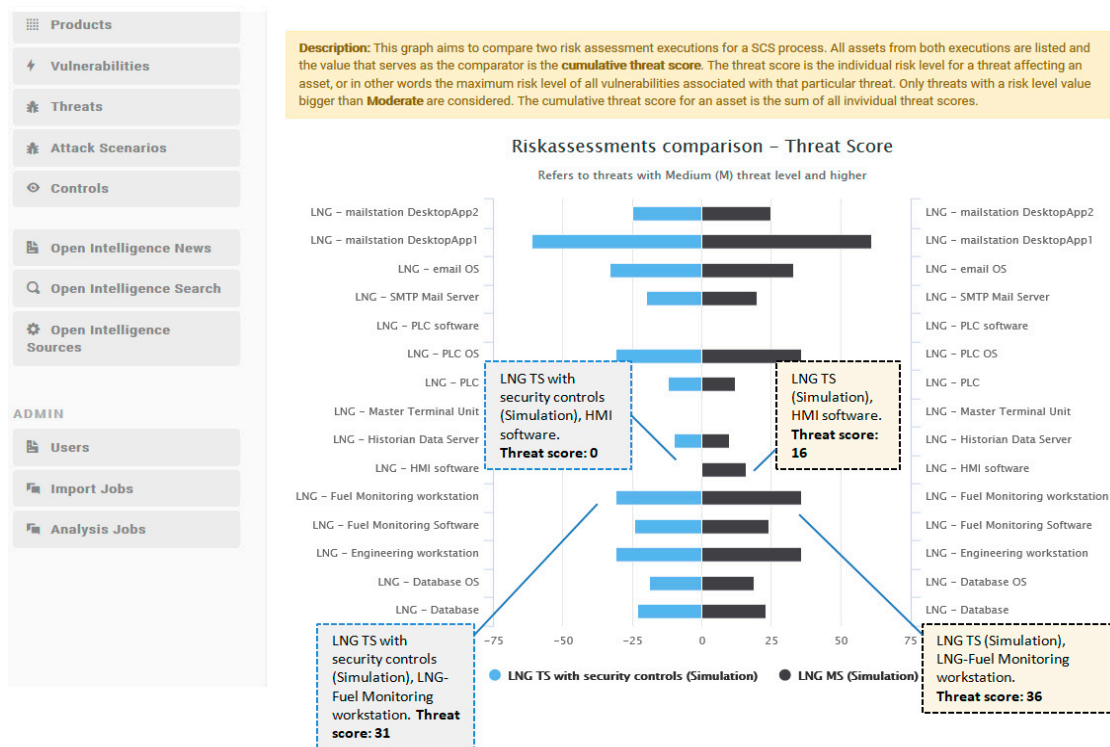 Products
Vulnerabilities
Threats
Attack Scenarios
Controls
Open Intelligence News
Open Intelligence Search
Open Intelligence
Sources
ADMIN
Users
Import Jobs
Analysis Jobs
Description: This graph aims to compare two risk assessment executions for a SCS process. All assets from both executions are listed and
the value that serves as the comparator is the cumulative threat score. The threat score is the individual risk level for a threat affecting an
asset, or in other words the maximum risk level of all vulnerabilities associated with that particular threat. Only threats with a risk level value
bigger than Moderate are considered. The cumulative threat score for an asset is the sum of all invividual threat scores.
Riskassessments comparison – Threat Score
Refers to threats with Medium (M) threat level and higher
LNG – mailstation DesktopApp2
LNG – mailstation DesktopApp1
LNG – email OS
LNG – SMTP Mail Server
LNG – PLC software
LNG – PLC OS
LNG – PLC
LNG – Master Terminal Unit
LNG – Historian Data Server
LNG – HMI software
LNG – Fuel Monitoring workstation
LNG – Fuel Monitoring Software
LNG – Engineering workstation
LNG – Database OS
LNG – Database
LNG – mailstation DesktopApp2
LNG – mailstation DesktopApp1
LNG – email OS
LNG – SMTP Mail Server
LNG – PLC software
LNG – PLC OS
LNG – PLC
LNG – Master Terminal Unit
LNG – Historian Data Server
LNG – HMI software
LNG – Fuel Monitoring workstation
LNG – Fuel Monitoring Software
LNG – Engineering workstation
LNG – Database OS
LNG – Database
LNG TS with
security controls
(Simulation), HMI
software.
Threat score: 0
LNG TS
(Simulation),
HMI software.
Threat score:
16
−75 −50 −25 0 25 50 75
LNG TS with
security controls
(Simulation), LNG-
Fuel Monitoring
workstation. Threat
score: 31
LNG TS with security controls (Simulation) LNG MS (Simulation)
LNG TS (Simulation),
LNG-Fuel Monitoring
workstation.
Threat score: 36